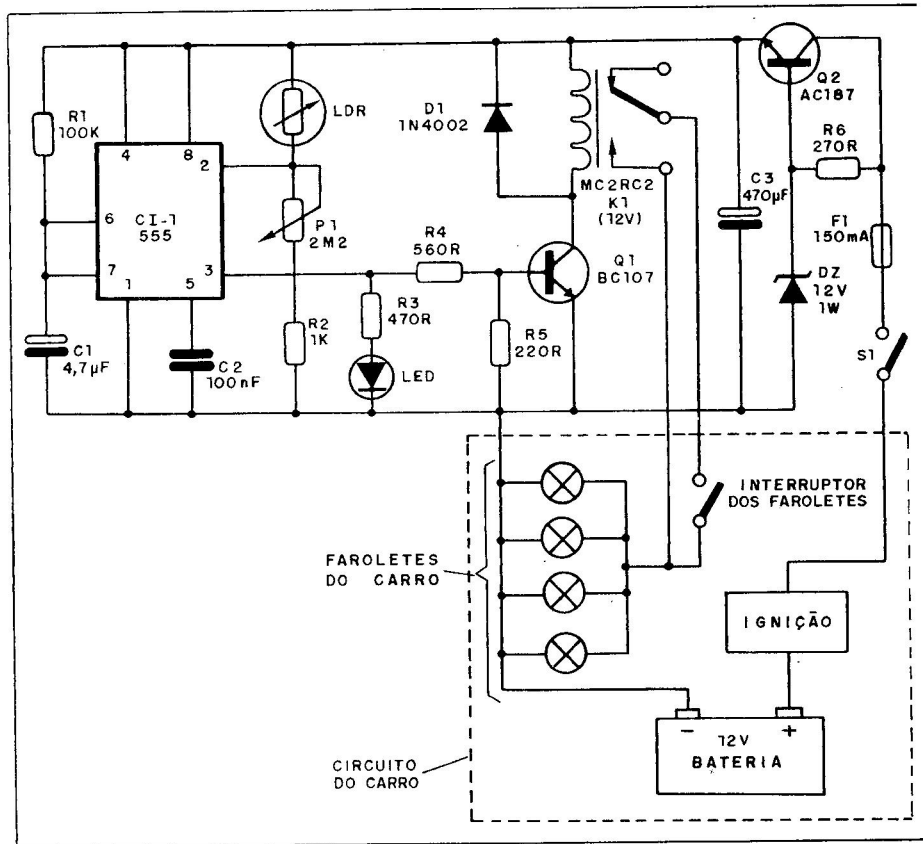 R1
100K
4
8
2
6
CI-1
555
7
3
1
5
C1
4,7µF
C2
100nF
LDR
P1
2M2
R2
1K
R3
470R
LED
R4
560R
R5
220R
D1
1N4002
MC2RC2
K1
(12V)
Q1
BC107
C3
470µF
Q2
AC187
R6
270R
F1
150mA
DZ
12V
1W
S1
INTERRUPTOR
DOS FAROLETES
FAROLETES
DO CARRO
IGNIÇÃO
- +
12V
BATERIA
CIRCUITO
DO CARRO